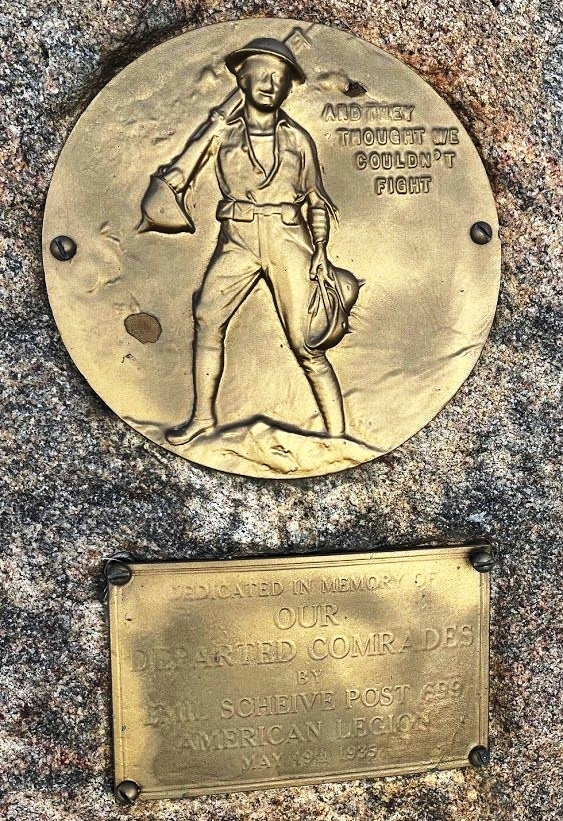 AND THEY
THOUGHT WE
COULDN'T
FIGHT
DEDICATED IN MEMORY OF
OUR
DEPARTED COMRADES
BY
EMIL SCHEIVE POST
AMERICAN LEGION
MAY 19TH 1935